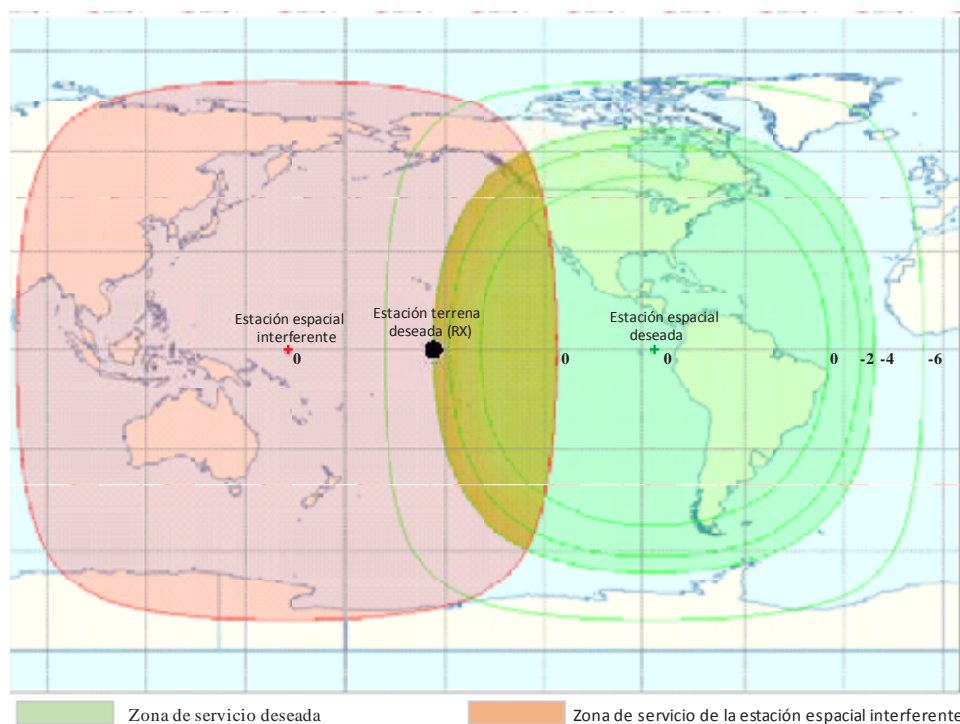 Estación espacial
interferente
Estación terrena
deseada (RX)
Estación espacial
deseada
0
0
0
0
-2
-4
-6
Zona de servicio deseada
Zona de servicio de la estación espacial interferente